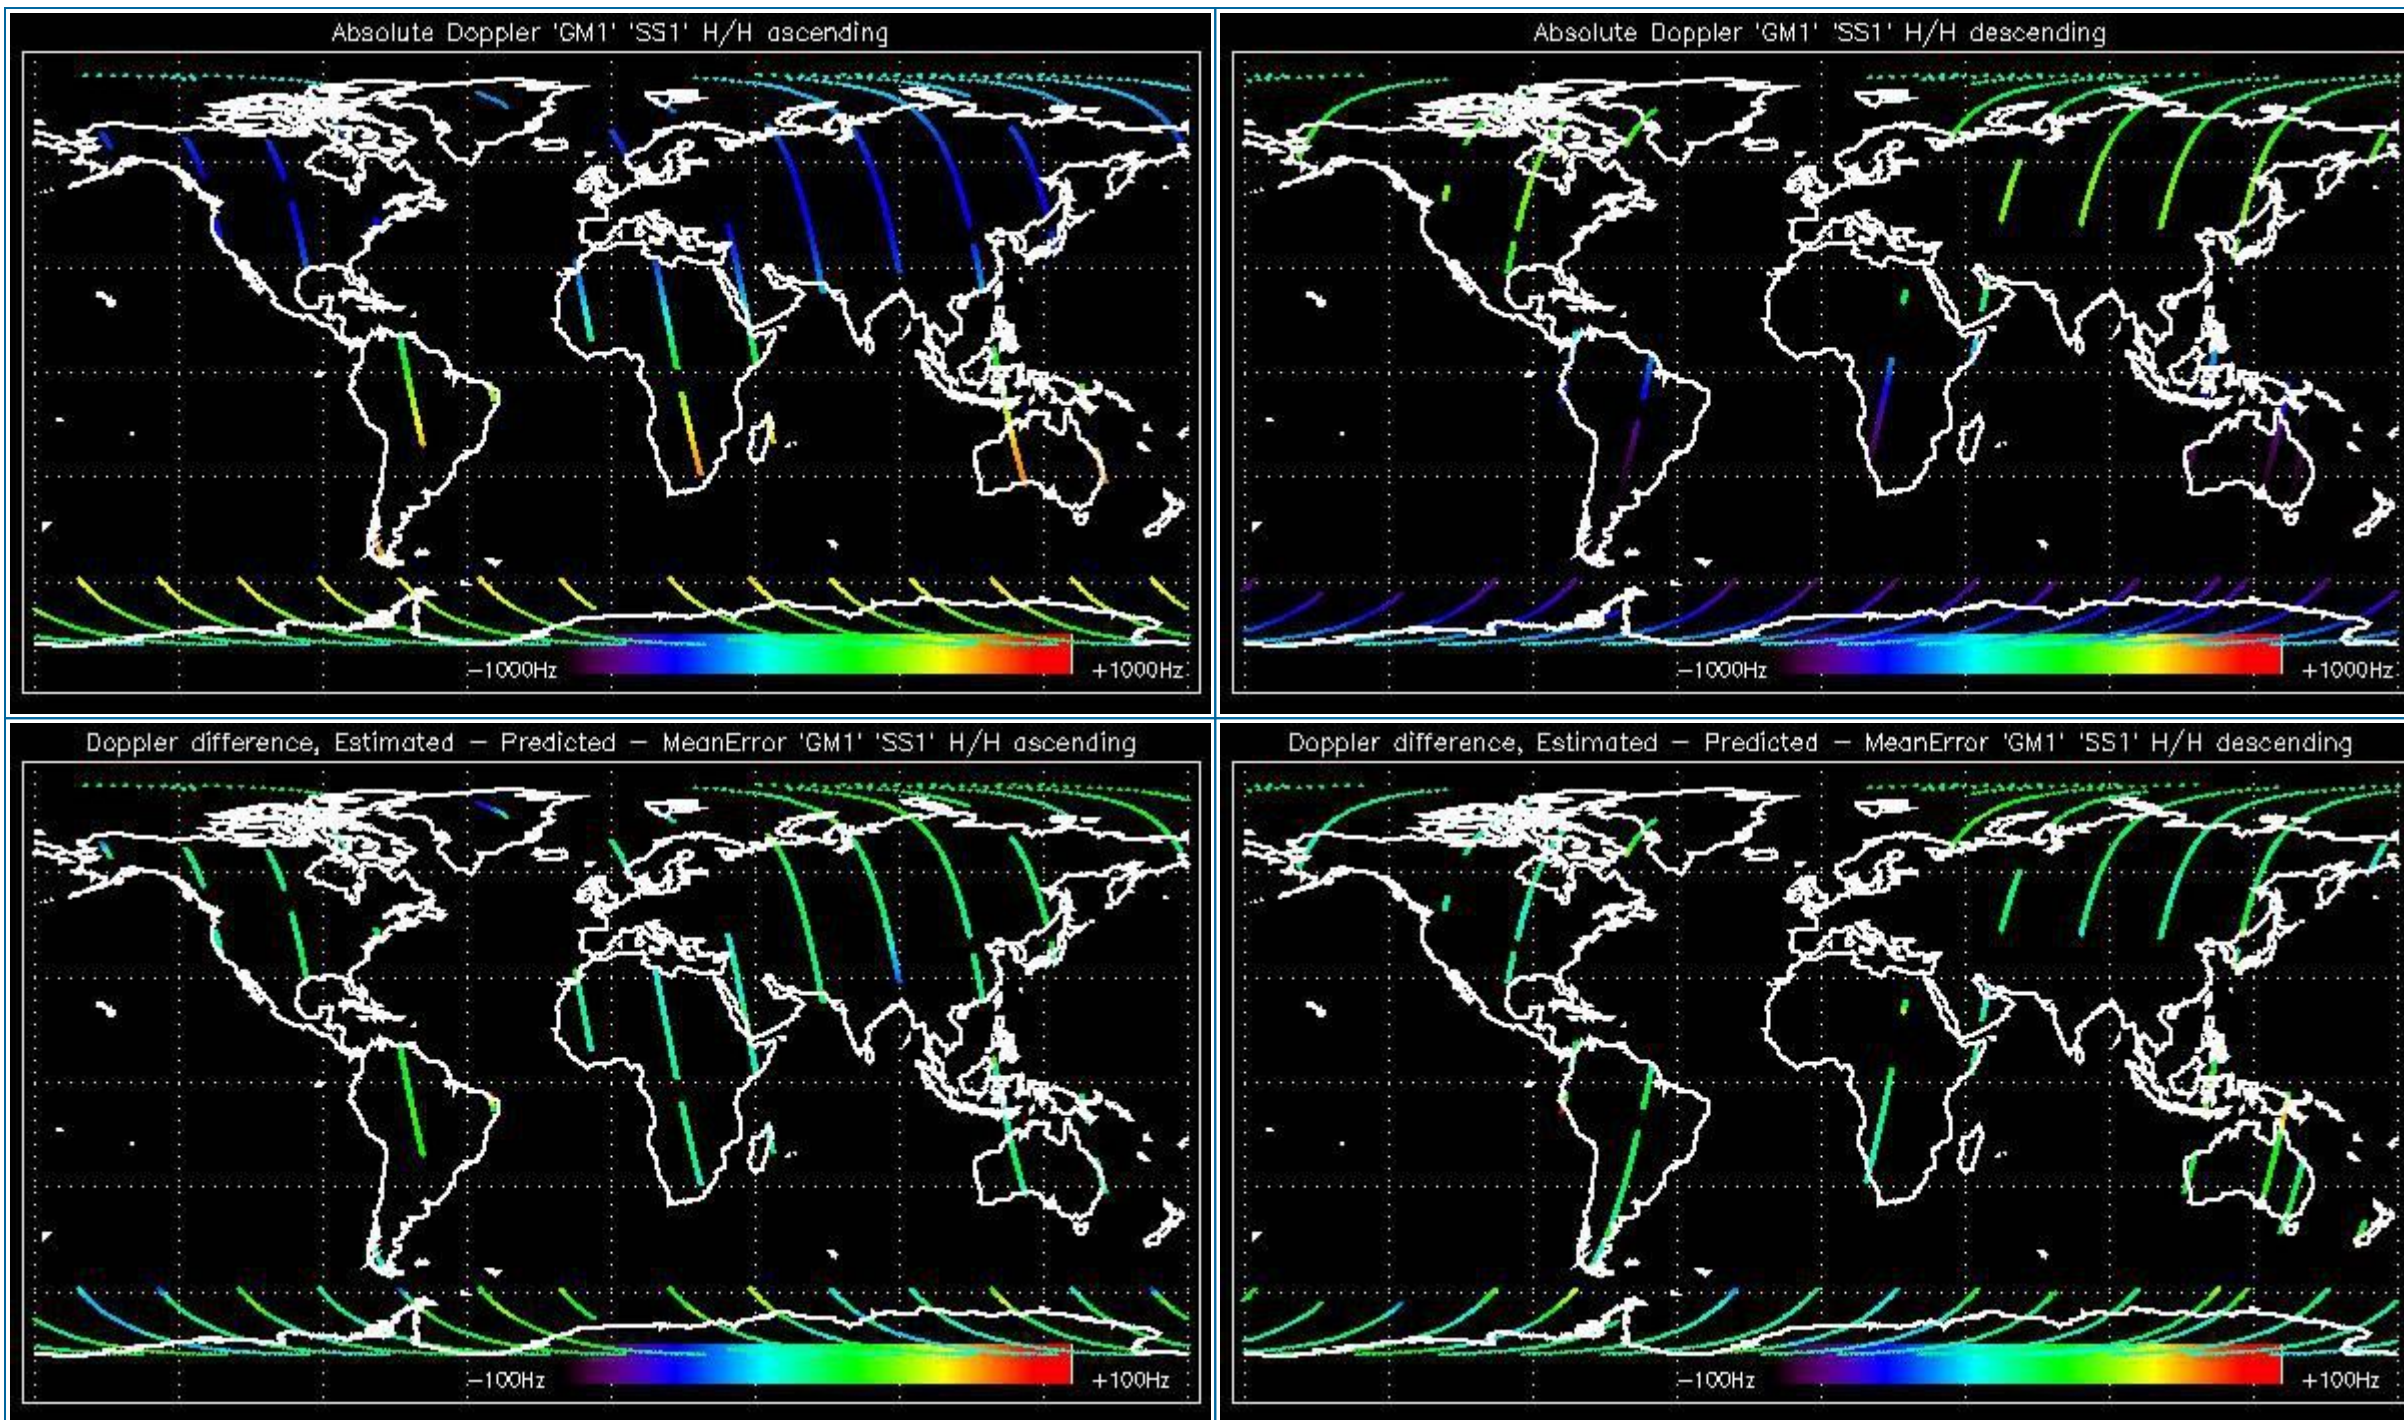 Absolute Doppler 'GM1' 'SS1' H/H ascending
-1000Hz
+1000Hz
Absolute Doppler 'GM1' 'SS1' H/H descending
-1000Hz
+1000Hz
Doppler difference, Estimated - Predicted - MeanError 'GM1' 'SS1' H/H ascending
-100Hz
+100Hz
Doppler difference, Estimated - Predicted - MeanError 'GM1' 'SS1' H/H descending
-100Hz
+100Hz